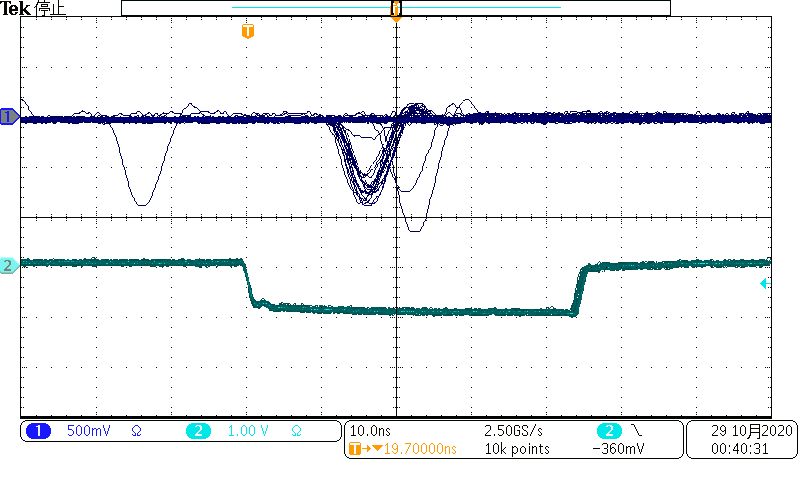 Tek 停止
T
T
1
2
1 500mV Ω 2 1.00 V Ω
10.0ns 2.50GS/s 2
T→▼19.70000ns 10k points −360mV
29 10月2020
00:40:31